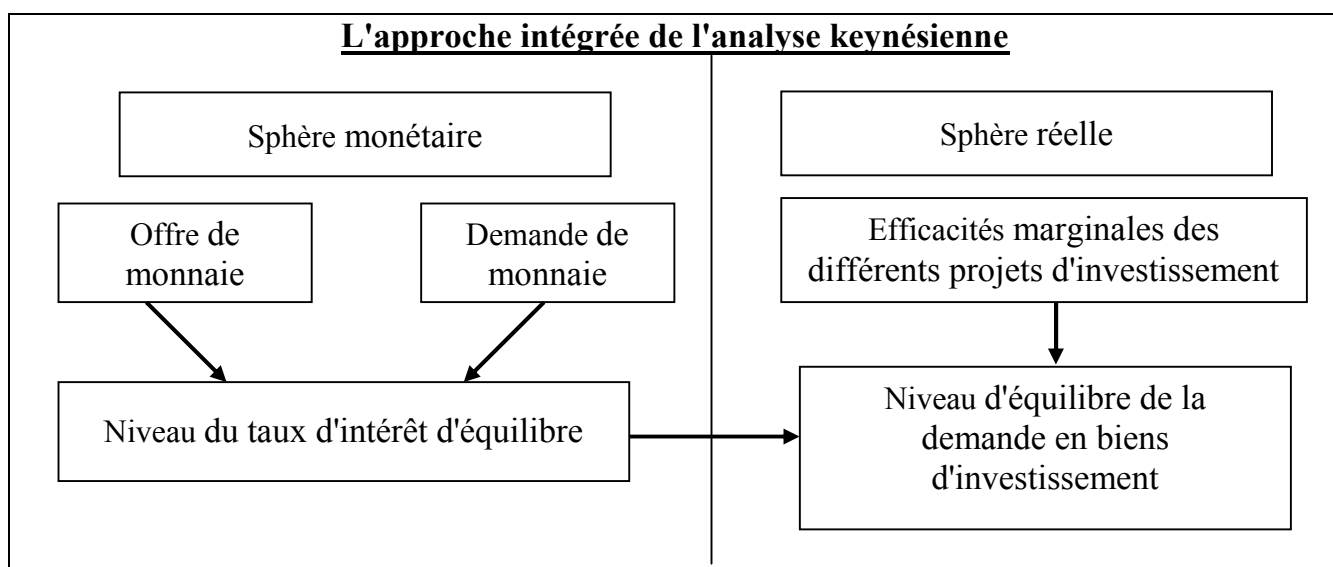 L'approche intégrée de l'analyse keynésienne
Sphère monétaire
Sphère réelle
Offre de
monnaie
Demande de
monnaie
Efficacités marginales des
différents projets d'investissement
Niveau du taux d'intérêt d'équilibre
Niveau d'équilibre de la
demande en biens
d'investissement